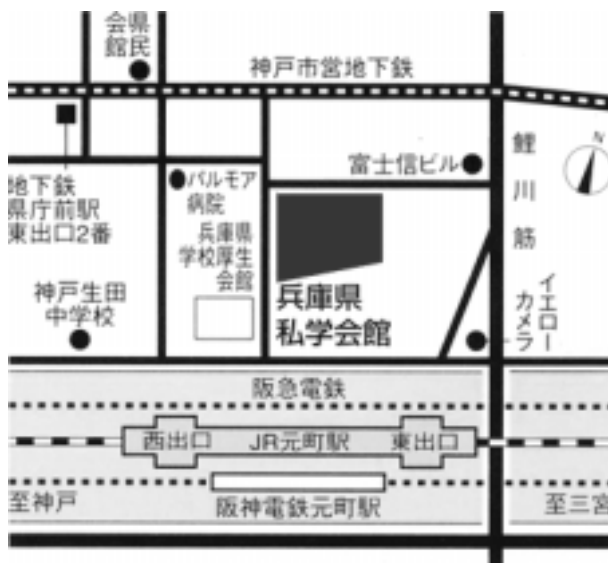 県民
会館
神戸市営地下鉄
N
富士信ビル
鯉川筋
地下鉄
県庁前駅
東出口2番
パルモア
病院
兵庫県
学校厚生
会館
神戸生田
中学校
兵庫県
私学会館
イエロー
カメラ
阪急電鉄
西出口
JR元町駅
東出口
至神戸
阪神電鉄元町駅
至三宮